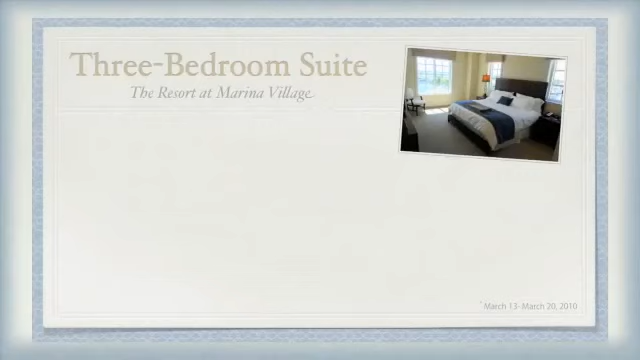 Three-Bedroom Suite
The Resort at Marina Village
* March 13- March 20, 2010